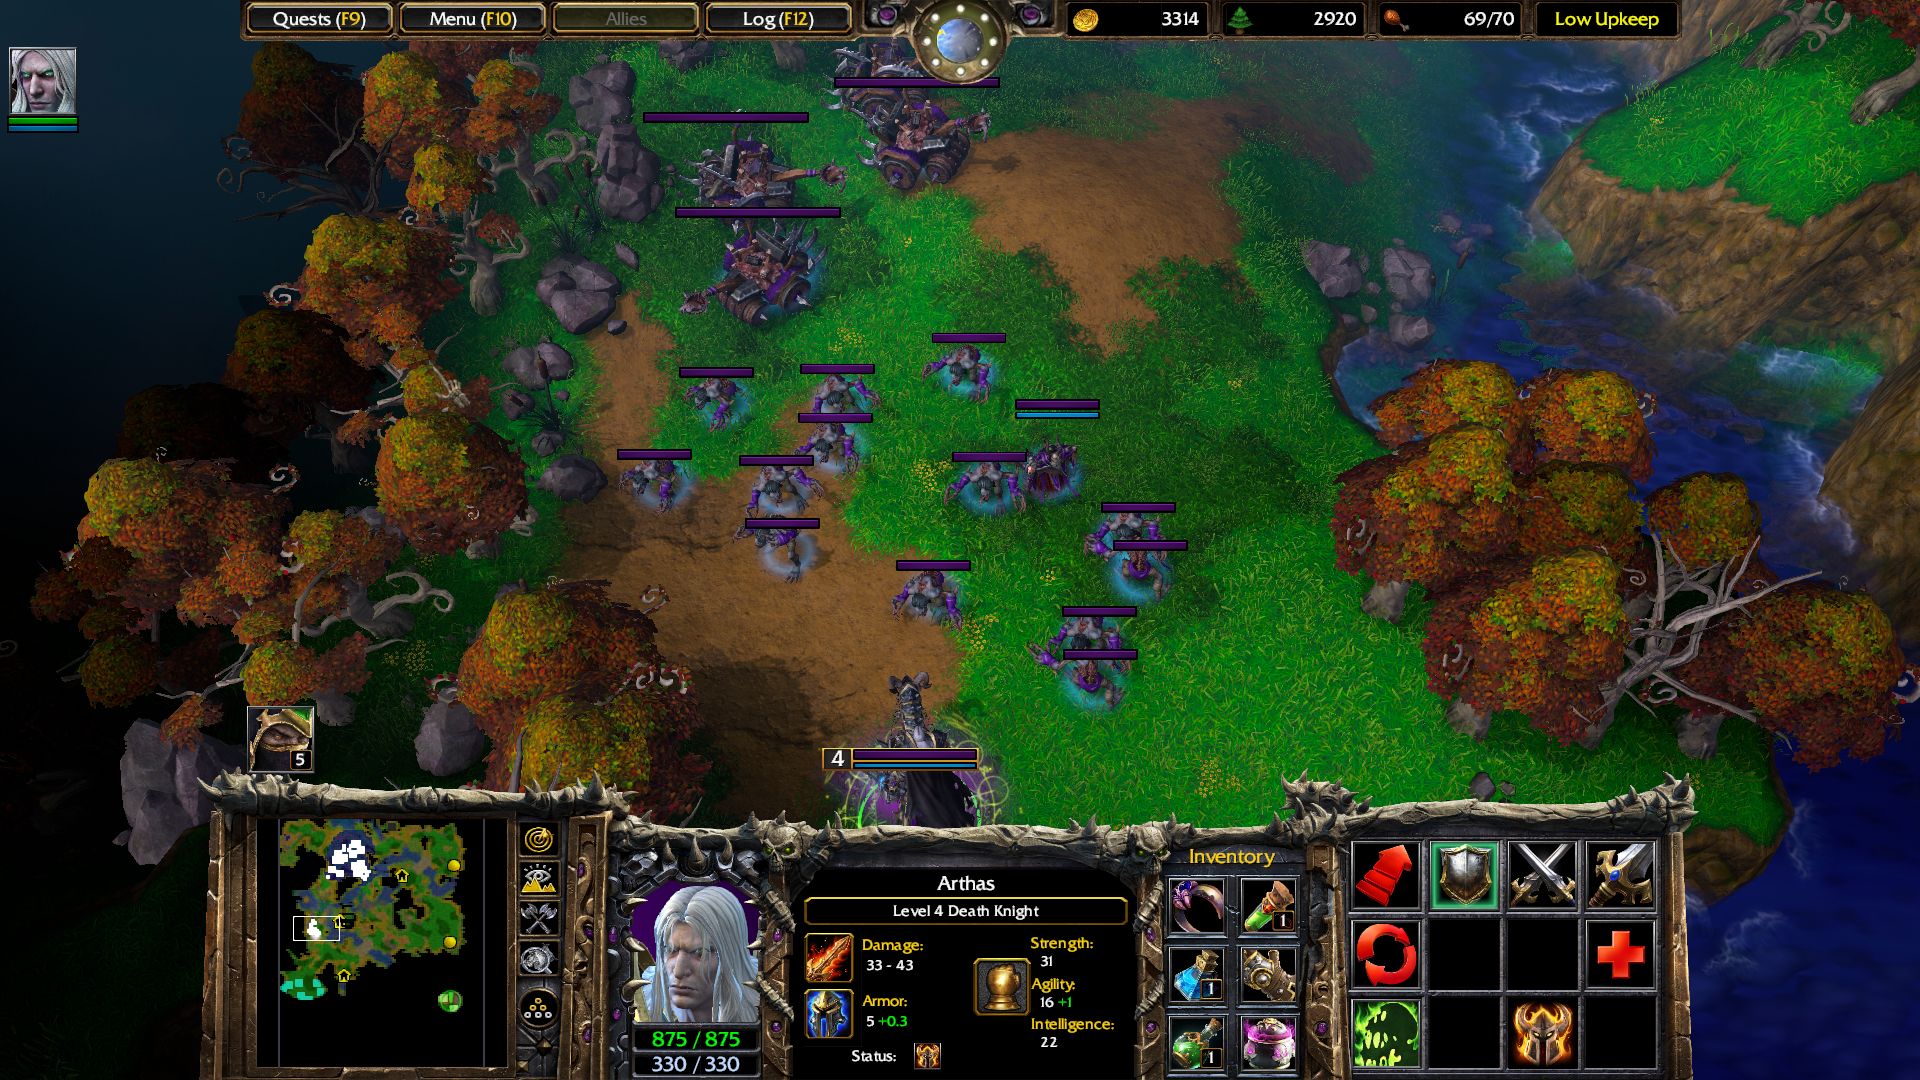 Quests (F9)
Menu (F10)
Allies
Log (F12)
3314
2920
69/70
Low Upkeep
5
4
Arthas
Level 4 Death Knight
Damage:
33 - 43
Armor:
5 +0.3
Status:
Strength:
31
Agility:
16 +1
Intelligence:
22
875 / 875
330 / 330
Inventory
1
1
1